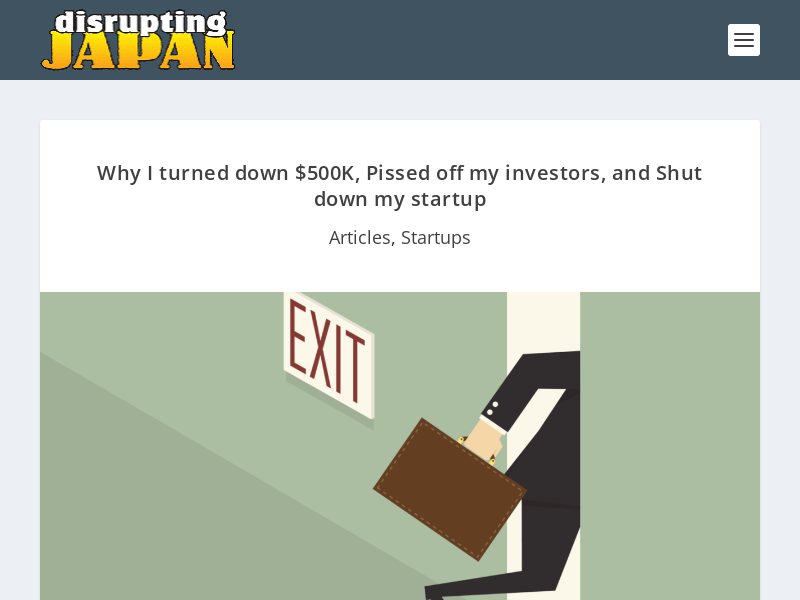 disrupting
JAPAN
Why I turned down $500K, Pissed off my investors, and Shut
down my startup
Articles, Startups
EXIT